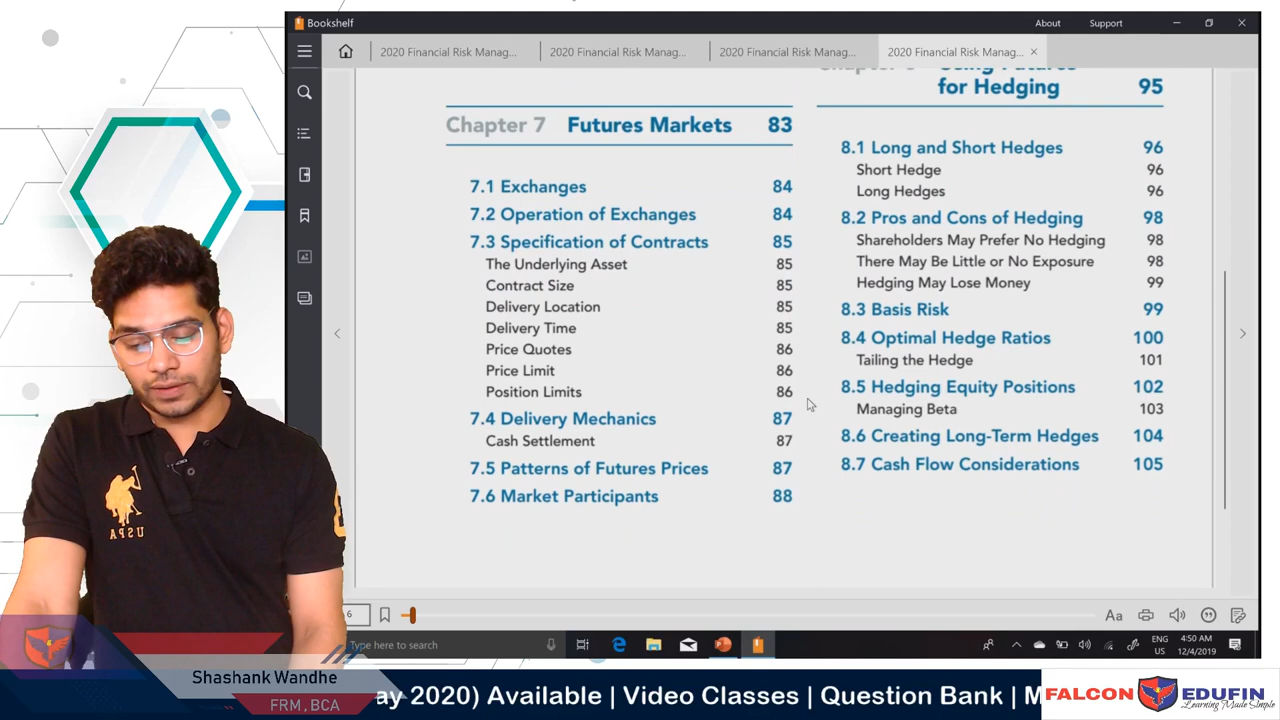 Bookshelf
About
Support
2020 Financial Risk Manag...
2020 Financial Risk Manag...
2020 Financial Risk Manag...
2020 Financial Risk Manag...
Chapter 7 Futures Markets 83
7.1 Exchanges 84
7.2 Operation of Exchanges 84
7.3 Specification of Contracts 85
The Underlying Asset 85
Contract Size 85
Delivery Location 85
Delivery Time 85
Price Quotes 86
Price Limit 86
Position Limits 86
7.4 Delivery Mechanics 87
Cash Settlement 87
7.5 Patterns of Futures Prices 87
7.6 Market Participants 88
Using Futures
for Hedging 95
8.1 Long and Short Hedges 96
Short Hedge 96
Long Hedges 96
8.2 Pros and Cons of Hedging 98
Shareholders May Prefer No Hedging 98
There May Be Little or No Exposure 98
Hedging May Lose Money 99
8.3 Basis Risk 99
8.4 Optimal Hedge Ratios 100
Tailing the Hedge 101
8.5 Hedging Equity Positions 102
Managing Beta 103
8.6 Creating Long-Term Hedges 104
8.7 Cash Flow Considerations 105
6
Aa
Type here to search
ENG
US
4:50 AM
12/4/2019
USPA
Shashank Wandhe
FRM, BCA
ay 2020) Available | Video Classes | Question Bank | M
FALCON EDUFIN
Learning Made Simple